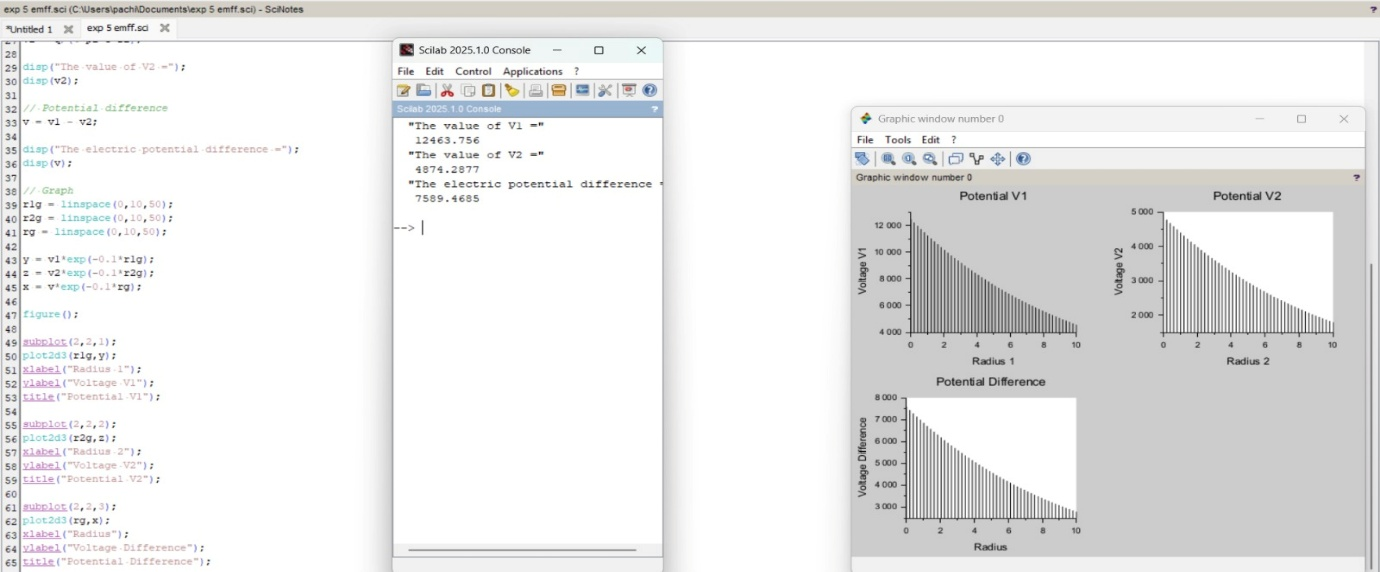 exp 5 emff.sci (C:\Users\pachi\Documents\exp 5 emff.sci) - SciNotes
?
*Untitled 1
exp 5 emff.sci
27
28
29 disp("The value of V2 =");
30 disp(v2);
31
32 // Potential difference
33 v = v1 - v2;
34
35 disp("The electric potential difference =");
36 disp(v);
37
38 // Graph
39 r1g = linspace(0,10,50);
40 r2g = linspace(0,10,50);
41 rg = linspace(0,10,50);
42
43 y = v1*exp(-0.1*r1g);
44 z = v2*exp(-0.1*r2g);
45 x = v*exp(-0.1*rg);
46
47 figure();
48
49 subplot(2,2,1);
50 plot2d3(r1g,y);
51 xlabel("Radius 1");
52 ylabel("Voltage V1");
53 title("Potential V1");
54
55 subplot(2,2,2);
56 plot2d3(r2g,z);
57 xlabel("Radius 2");
58 ylabel("Voltage V2");
59 title("Potential V2");
60
61 subplot(2,2,3);
62 plot2d3(rg,x);
63 xlabel("Radius");
64 ylabel("Voltage Difference");
65 title("Potential Difference");
Scilab 2025.1.0 Console
File Edit Control Applications ?
Scilab 2025.1.0 Console ?
"The value of V1 ="
12463.756
"The value of V2 ="
4874.2877
"The electric potential difference =
7589.4685
-->
Graphic window number 0
File Tools Edit ?
Graphic window number 0 ?
Potential V1
12 000
10 000
8 000
6 000
4 000
Voltage V1
0 2 4 6 8 10
Radius 1
Potential V2
5 000
4 000
3 000
2 000
Voltage V2
0 2 4 6 8 10
Radius 2
Potential Difference
8 000
7 000
6 000
5 000
4 000
3 000
Voltage Difference
0 2 4 6 8 10
Radius